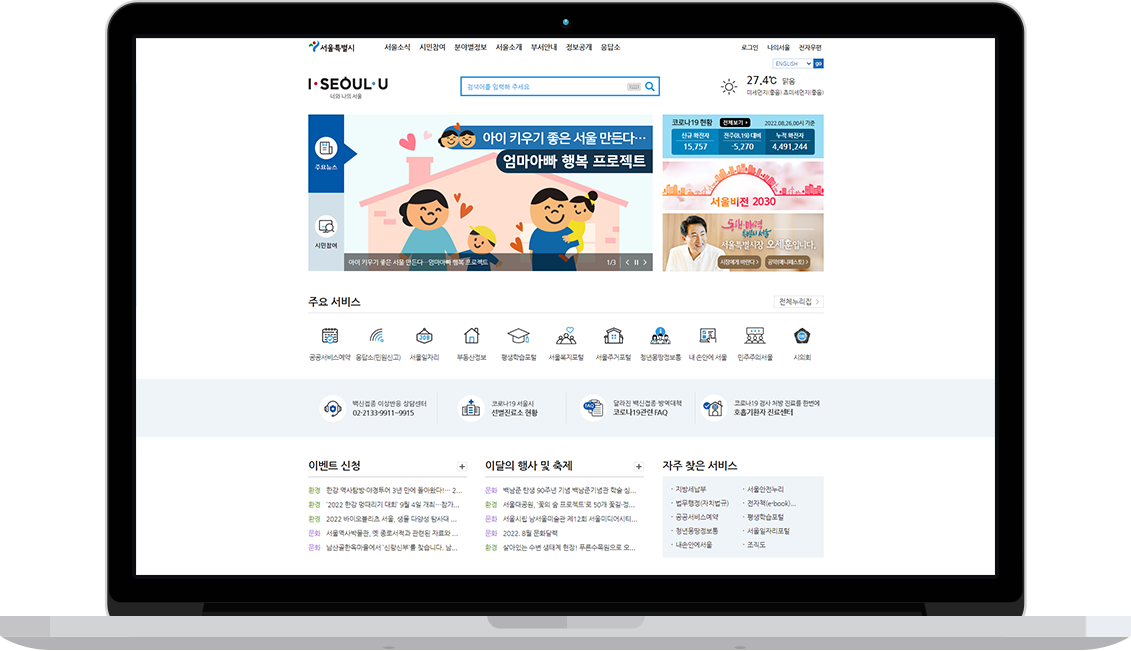 서울특별시
서울소식 시민참여 분야별정보 서울소개 부서안내 정보공개 응답소
로그인 나의서울 전자우편
ENGLISH go
I·SEOUL·U
너와 나의 서울
검색어를 입력해 주세요
27.4℃ 맑음
미세먼지(좋음) 초미세먼지(좋음)
주요뉴스
시민참여
아이 키우기 좋은 서울 만든다…
엄마아빠 행복 프로젝트
아이 키우기 좋은 서울 만든다…엄마아빠 행복 프로젝트 1/3
코로나19 현황 전체보기 + 2022.08.26.00시 기준
신규 확진자 전주(8.19) 대비 누적 확진자
15,757 -5,270 4,491,244
서울비전 2030
동행·매력
특별시 서울
서울특별시장 오세훈입니다.
시장에게 바란다 > 공약(매니페스트) >
주요 서비스
전체누리집 >
공공서비스예약 응답소(민원신고) 서울일자리 부동산정보 평생학습포털 서울복지포털 서울주거포털 청년몽땅정보통 내 손안에 서울 민주주의서울 시의회
백신접종 이상반응 상담센터
02-2133-9911~9915
코로나19 서울시
선별진료소 현황
달라진 백신접종·방역대책
코로나19관련 FAQ
코로나19 검사·처방·진료를 한번에
호흡기환자 진료센터
이벤트 신청 +
환경 한강 역사탐방·야경투어 3년 만에 돌아왔다!… 2...
환경 '2022 한강 멍때리기 대회' 9월 4일 개최…참가...
환경 2022 바이오블리츠 서울, 생물 다양성 탐사대 ...
문화 서울역사박물관, 옛 종로서적과 관련된 자료와 ...
문화 남산골한옥마을에서 '신랑신부'를 찾습니다. 남...
이달의 행사 및 축제 +
문화 백남준 탄생 90주년 기념 백남준기념관 학술 심...
환경 서울대공원, '꽃의 숲 프로젝트'로 50개 꽃길·정...
문화 서울시립 남서울미술관 제12회 서울미디어시티...
문화 2022. 8월 문화달력
환경 살아있는 수변 생태계 현장! 푸른수목원으로 오...
자주 찾은 서비스
· 지방세납부 · 서울안전누리
· 법무행정(자치법규) · 전자책(e-book)...
· 공공서비스예약 · 평생학습포털
· 청년몽땅정보통 · 서울일자리포털
· 내손안에서울 · 조직도